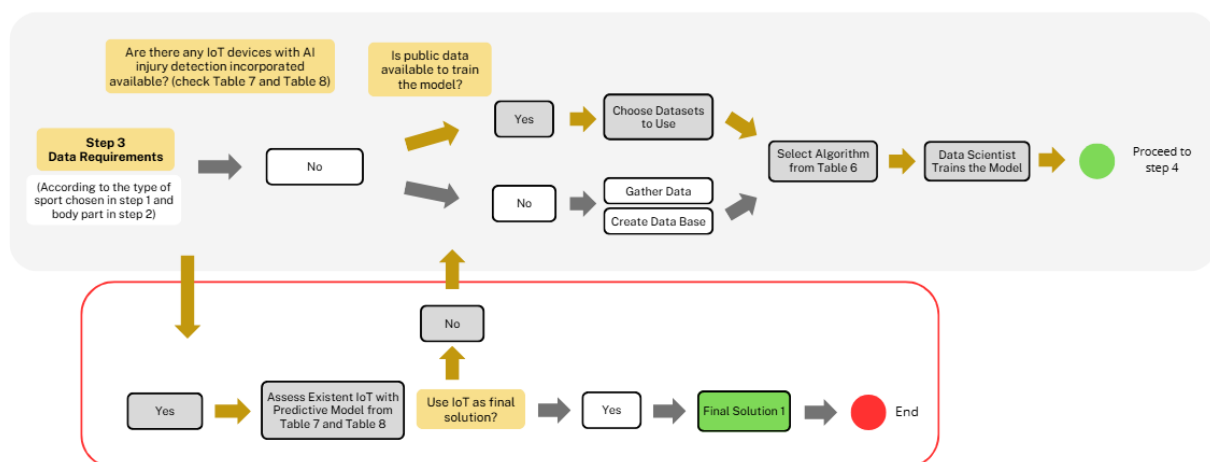 Are there any IoT devices with AI
injury detection incorporated
available? (check Table 7 and Table 8)
Is public data
available to train
the model?
Step 3
Data Requirements
(According to the type of
sport chosen in step 1 and
body part in step 2)
No
Yes
Choose Datasets
to Use
No
Gather Data
Create Data Base
Select Algorithm
from Table 6
Data Scientist
Trains the Model
Proceed to
step 4
No
Yes
Assess Existent IoT with
Predictive Model from
Table 7 and Table 8
Use IoT as final
solution?
Yes
Final Solution 1
End